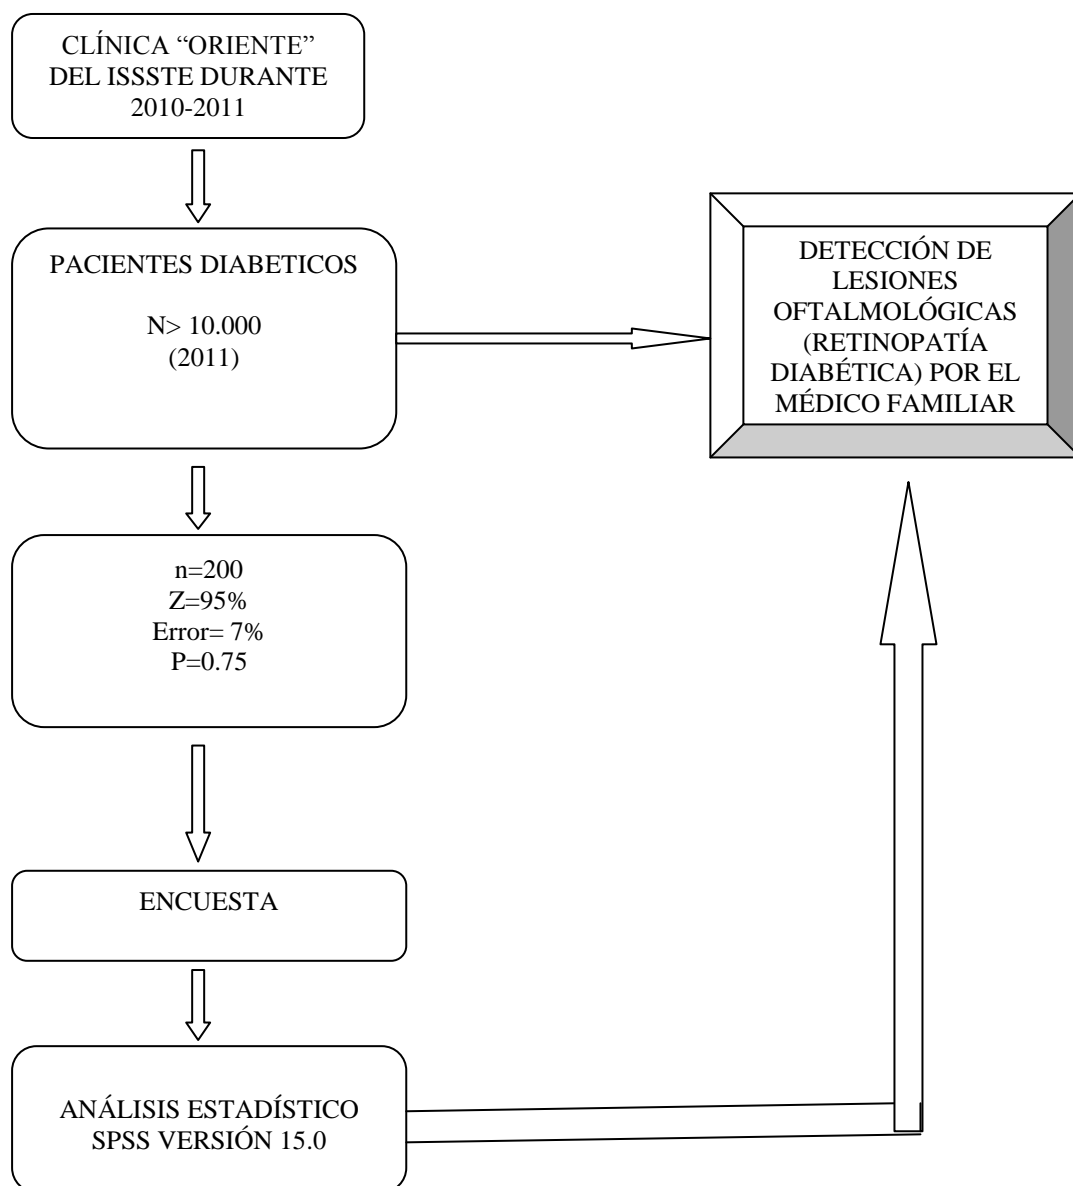 CLÍNICA “ORIENTE”
DEL ISSSTE DURANTE
2010-2011
PACIENTES DIABETICOS
N> 10.000
(2011)
DETECCIÓN DE
LESIONES
OFTALMOLÓGICAS
(RETINOPATÍA
DIABÉTICA) POR EL
MÉDICO FAMILIAR
n=200
Z=95%
Error= 7%
P=0.75
ENCUESTA
ANÁLISIS ESTADÍSTICO
SPSS VERSIÓN 15.0